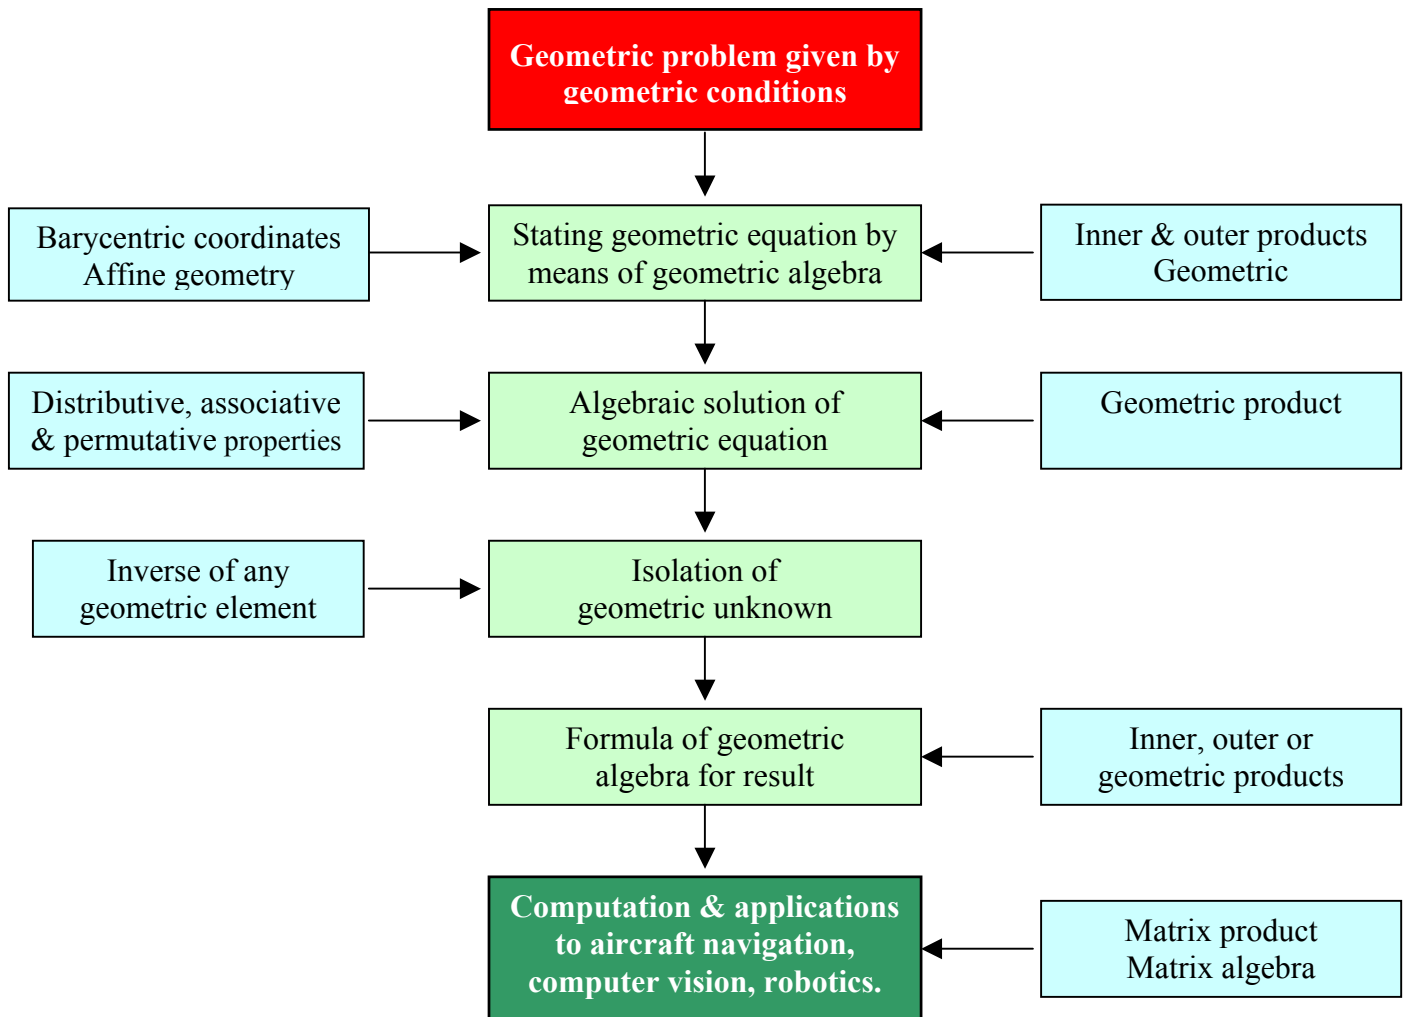 Geometric problem given by
geometric conditions
Barycentric coordinates
Affine geometry
Stating geometric equation by
means of geometric algebra
Inner & outer products
Geometric
Distributive, associative
& permutative properties
Algebraic solution of
geometric equation
Geometric product
Inverse of any
geometric element
Isolation of
geometric unknown
Formula of geometric
algebra for result
Inner, outer or
geometric products
Computation & applications
to aircraft navigation,
computer vision, robotics.
Matrix product
Matrix algebra